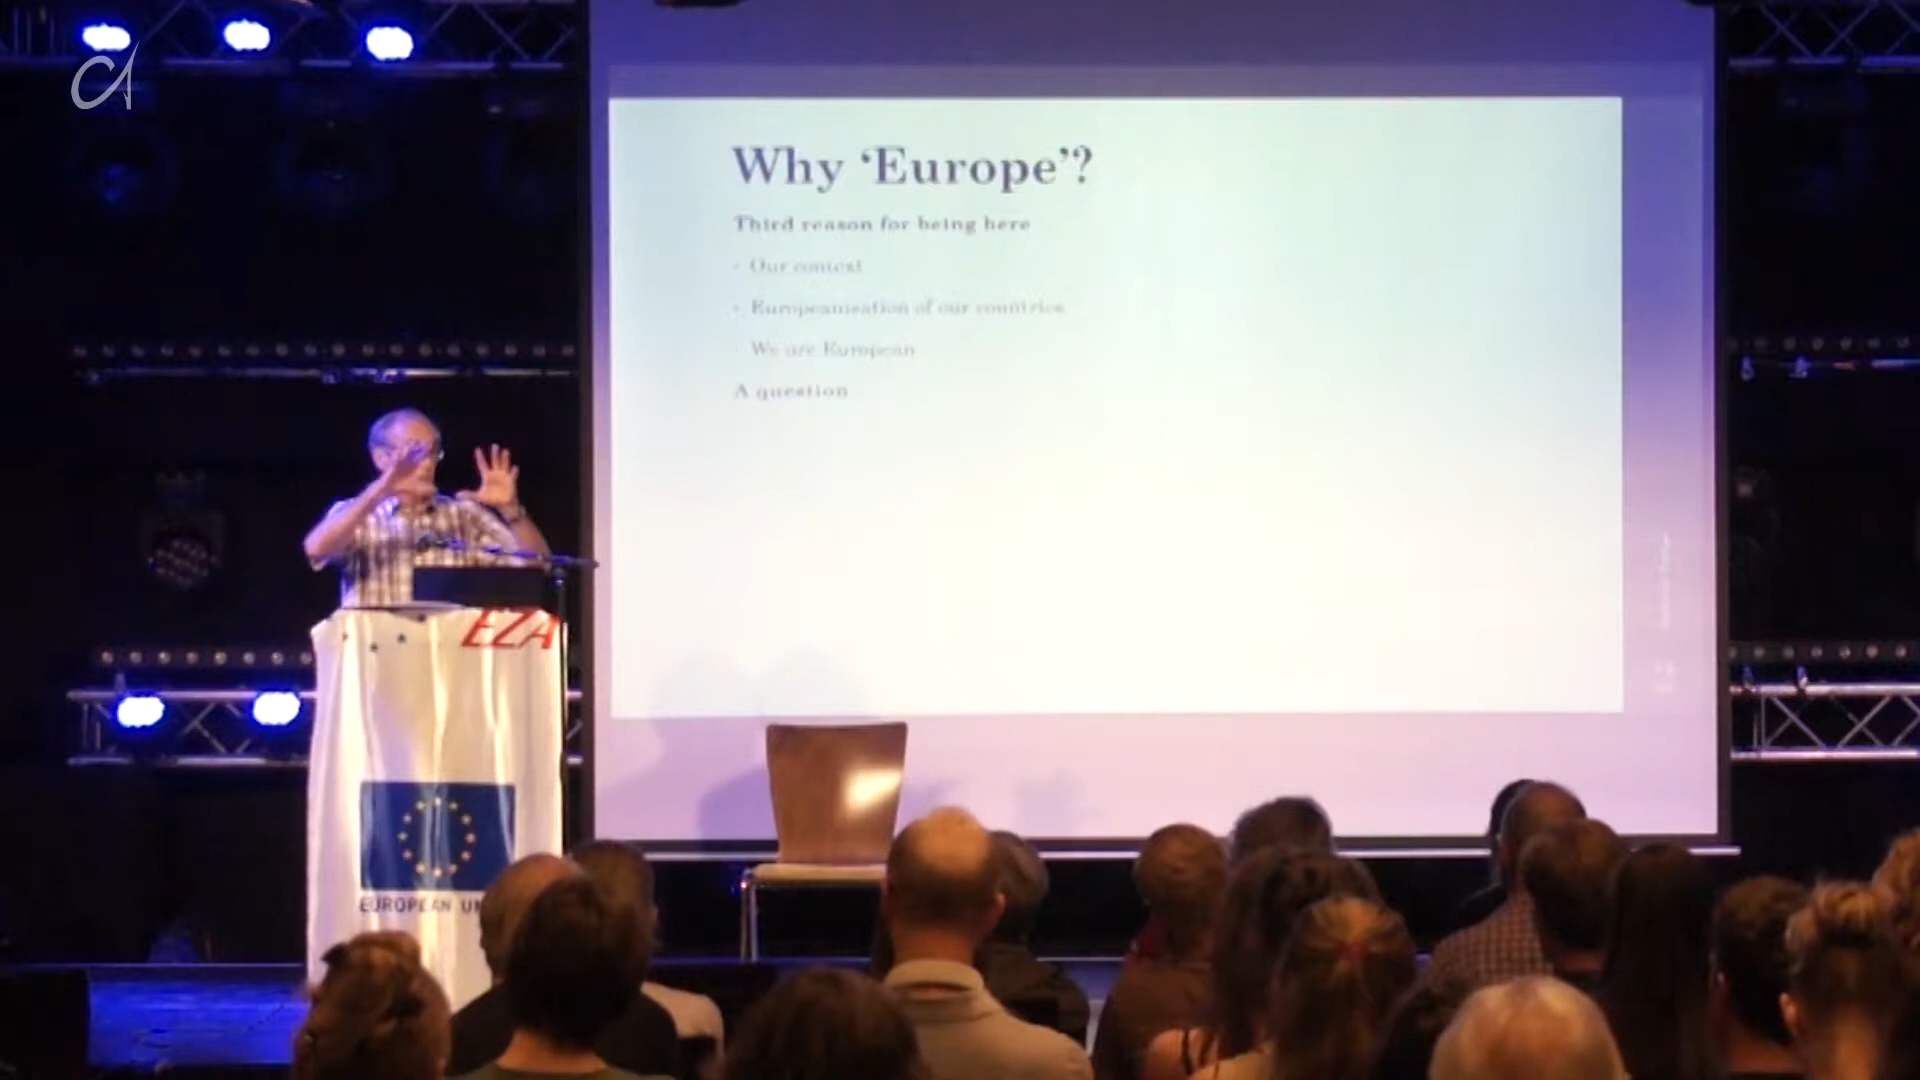 Why ‘Europe’?
Third reason for being here
- Our context
- Europeanisation of our countries
- We are European
A question
EZA
EUROPEAN UN